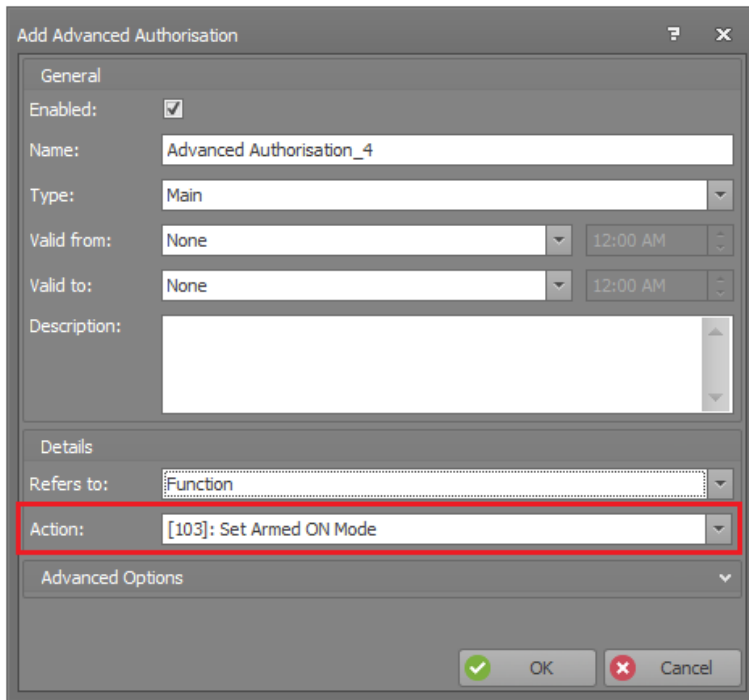 Add Advanced Authorisation ? x
General
Enabled:
Name: Advanced Authorisation_4
Type: Main
Valid from: None 12:00 AM
Valid to: None 12:00 AM
Description:
Details
Refers to: Function
Action: [103]: Set Armed ON Mode
Advanced Options
OK Cancel